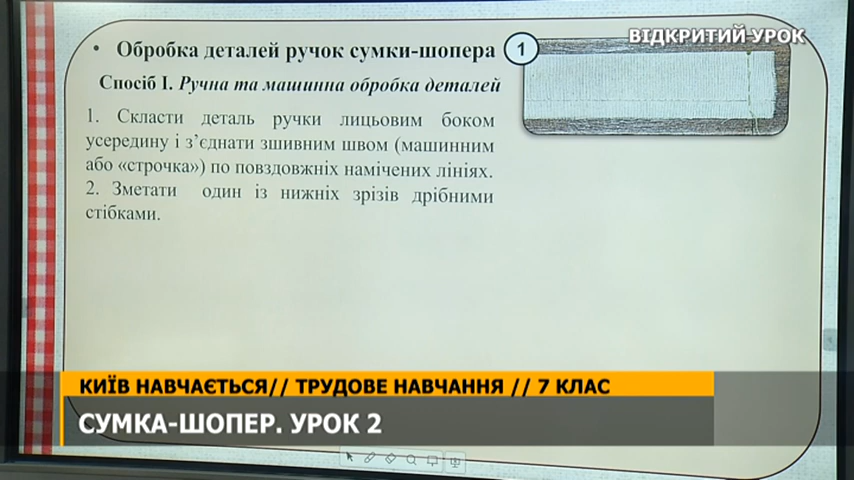 • Обробка деталей ручок сумки-шопера
1
ВІДКРИТИЙ УРОК
Спосіб І. Ручна та машинна обробка деталей
1. Скласти деталь ручки лицьовим боком
усередину і з’єднати зшивним швом (машинним
або «строчка») по повздовжніх намічених лініях.
2. Зметати один із нижніх зрізів дрібними
стібками.
КИЇВ НАВЧАЄТЬСЯ// ТРУДОВЕ НАВЧАННЯ // 7 КЛАС
СУМКА-ШОПЕР. УРОК 2